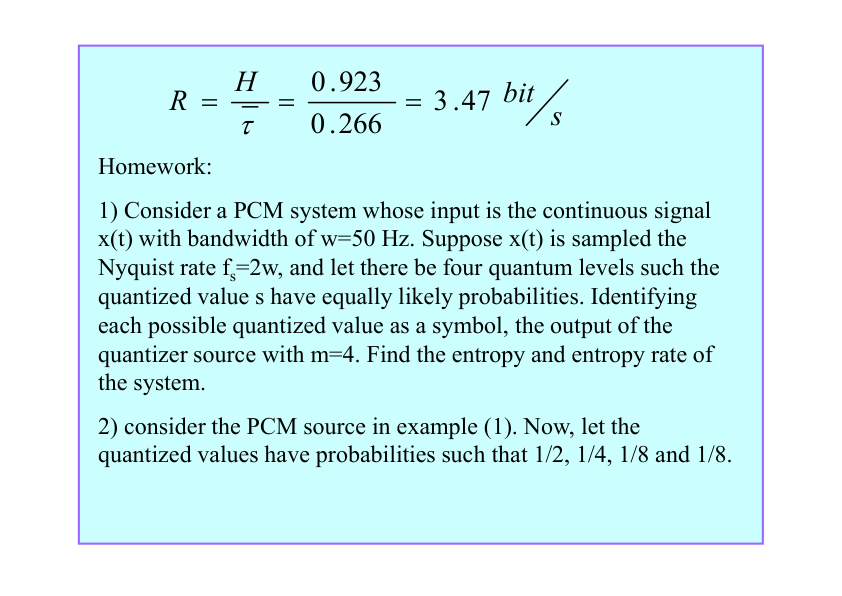 R = H / τ̄ = 0.923 / 0.266 = 3.47 bit/s
Homework:
1) Consider a PCM system whose input is the continuous signal
x(t) with bandwidth of w=50 Hz. Suppose x(t) is sampled the
Nyquist rate fs=2w, and let there be four quantum levels such the
quantized value s have equally likely probabilities. Identifying
each possible quantized value as a symbol, the output of the
quantizer source with m=4. Find the entropy and entropy rate of
the system.
2) consider the PCM source in example (1). Now, let the
quantized values have probabilities such that 1/2, 1/4, 1/8 and 1/8.